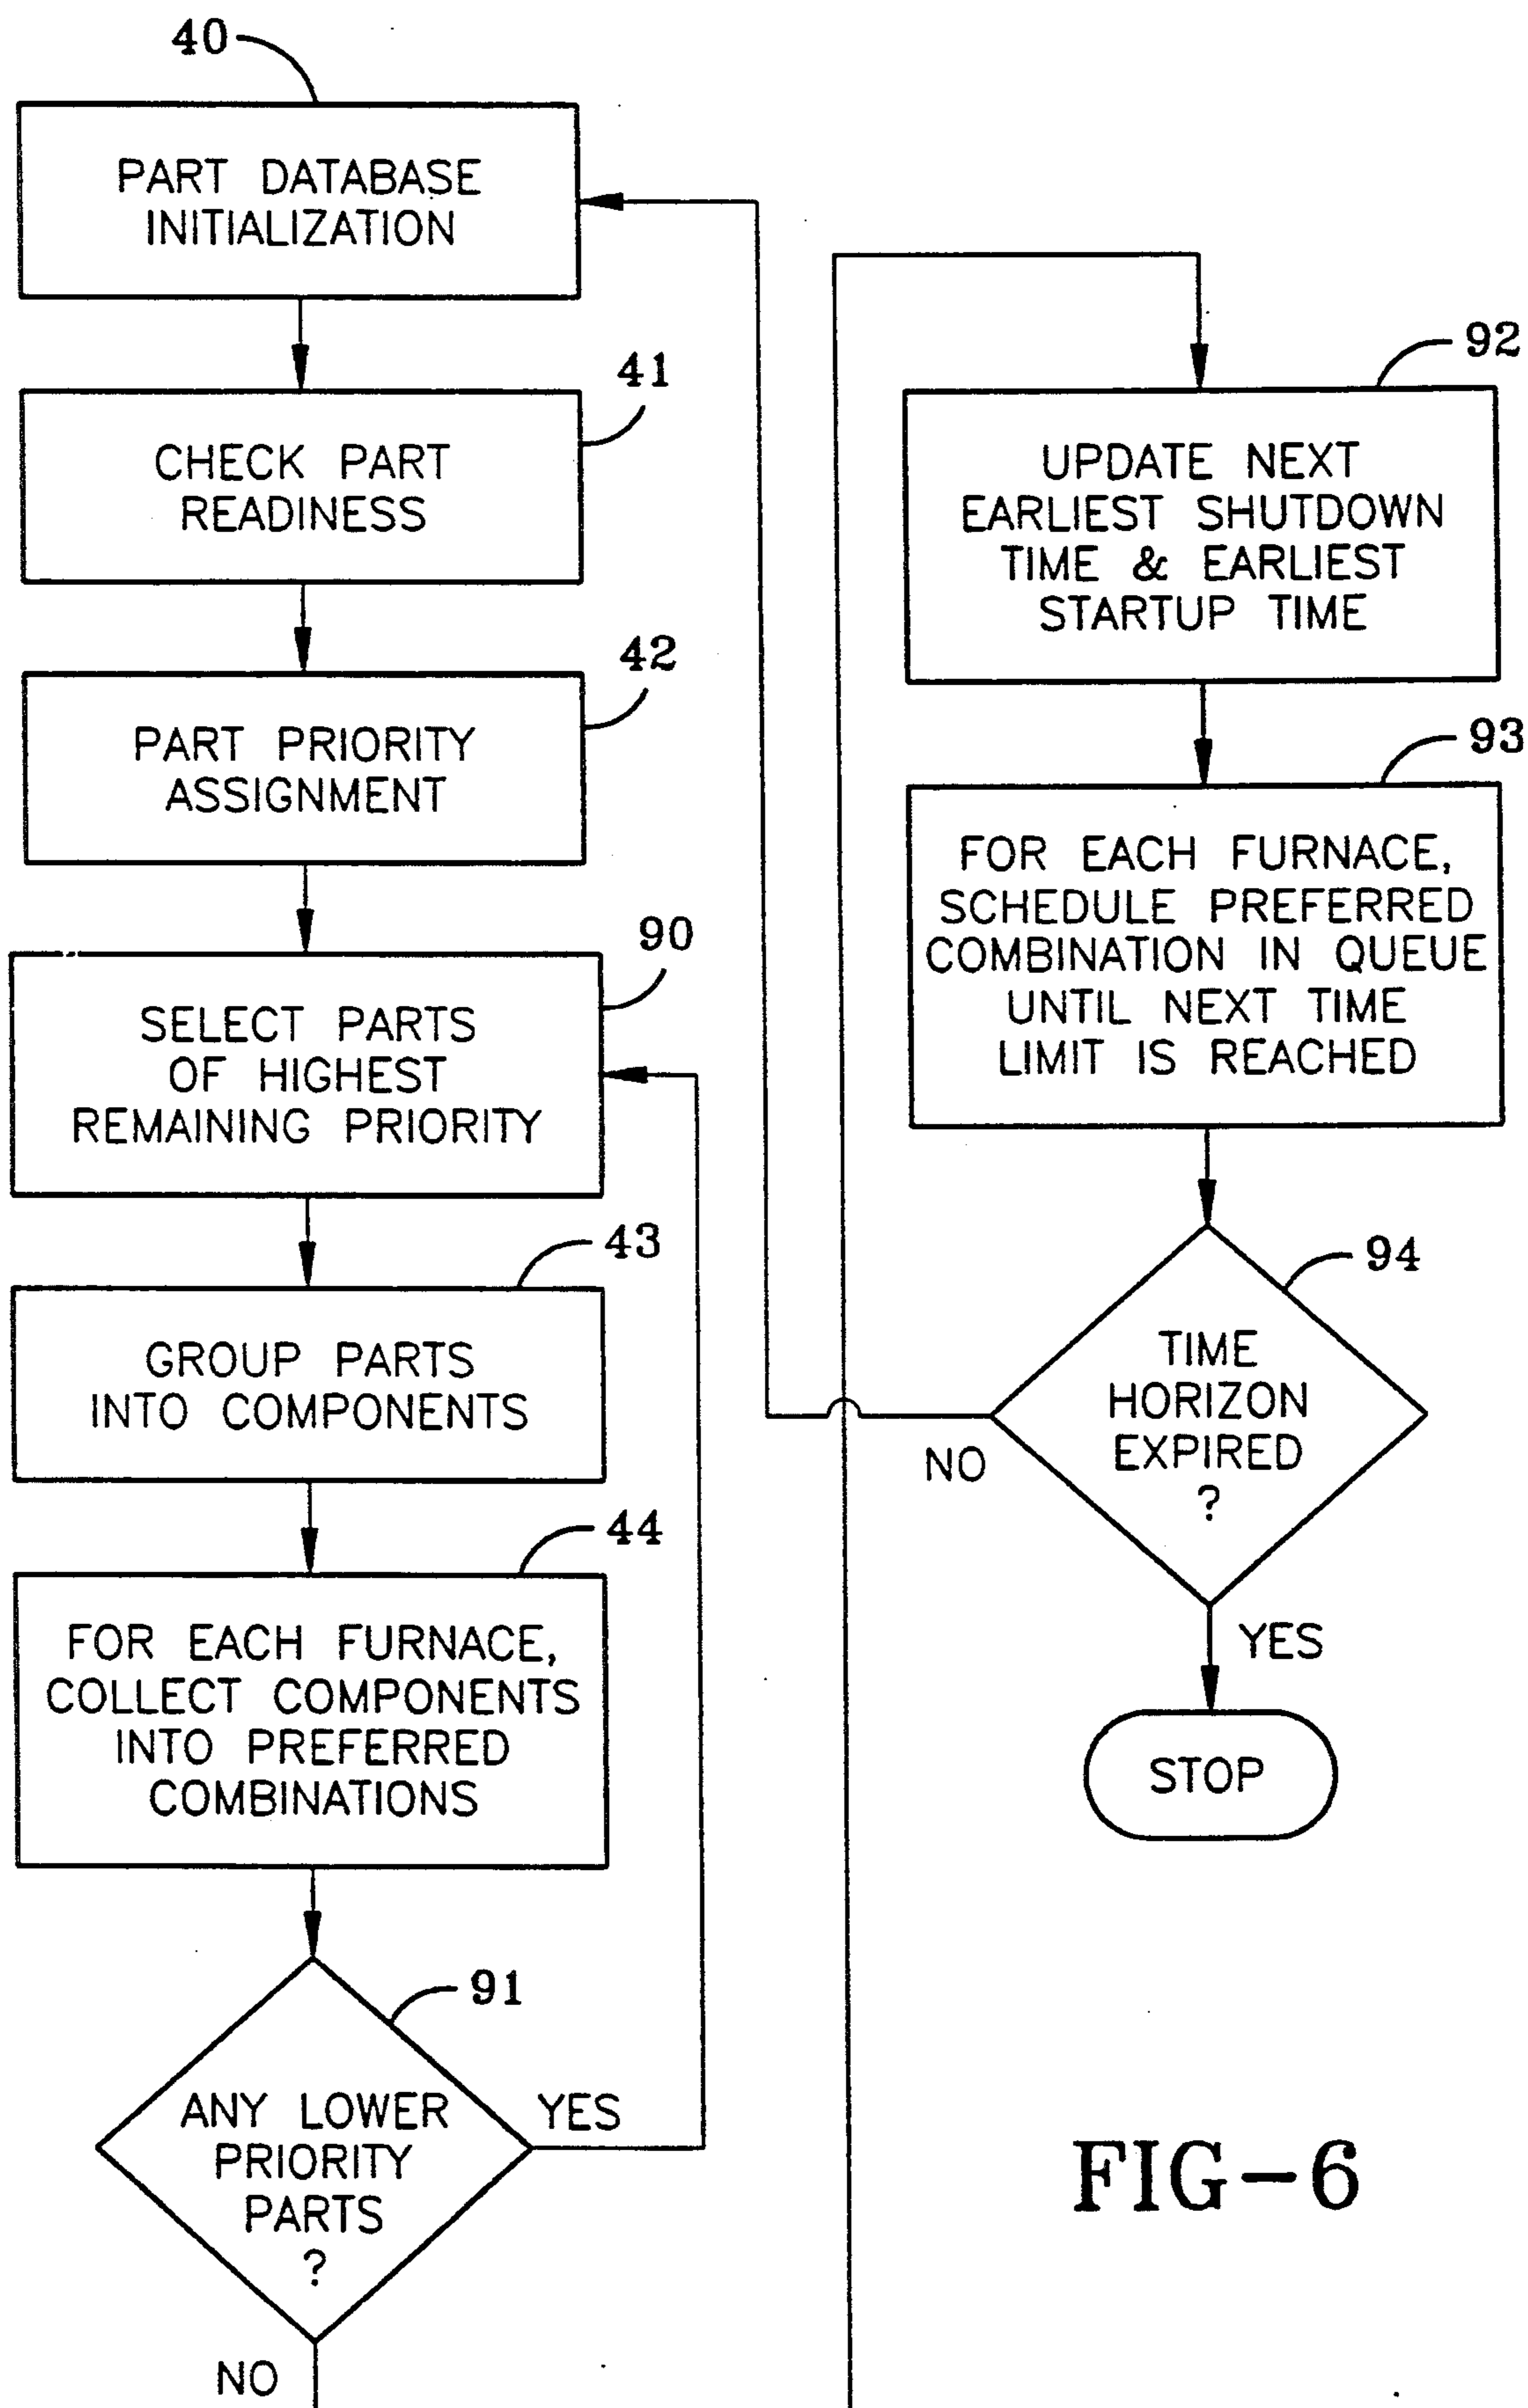 40
PART DATABASE
INITIALIZATION
41
CHECK PART
READINESS
42
PART PRIORITY
ASSIGNMENT
90
SELECT PARTS
OF HIGHEST
REMAINING PRIORITY
43
GROUP PARTS
INTO COMPONENTS
44
FOR EACH FURNACE,
COLLECT COMPONENTS
INTO PREFERRED
COMBINATIONS
91
ANY LOWER
PRIORITY
PARTS
?
YES
NO
92
UPDATE NEXT
EARLIEST SHUTDOWN
TIME & EARLIEST
STARTUP TIME
93
FOR EACH FURNACE,
SCHEDULE PREFERRED
COMBINATION IN QUEUE
UNTIL NEXT TIME
LIMIT IS REACHED
94
TIME
HORIZON
EXPIRED
?
NO
YES
STOP
FIG-6